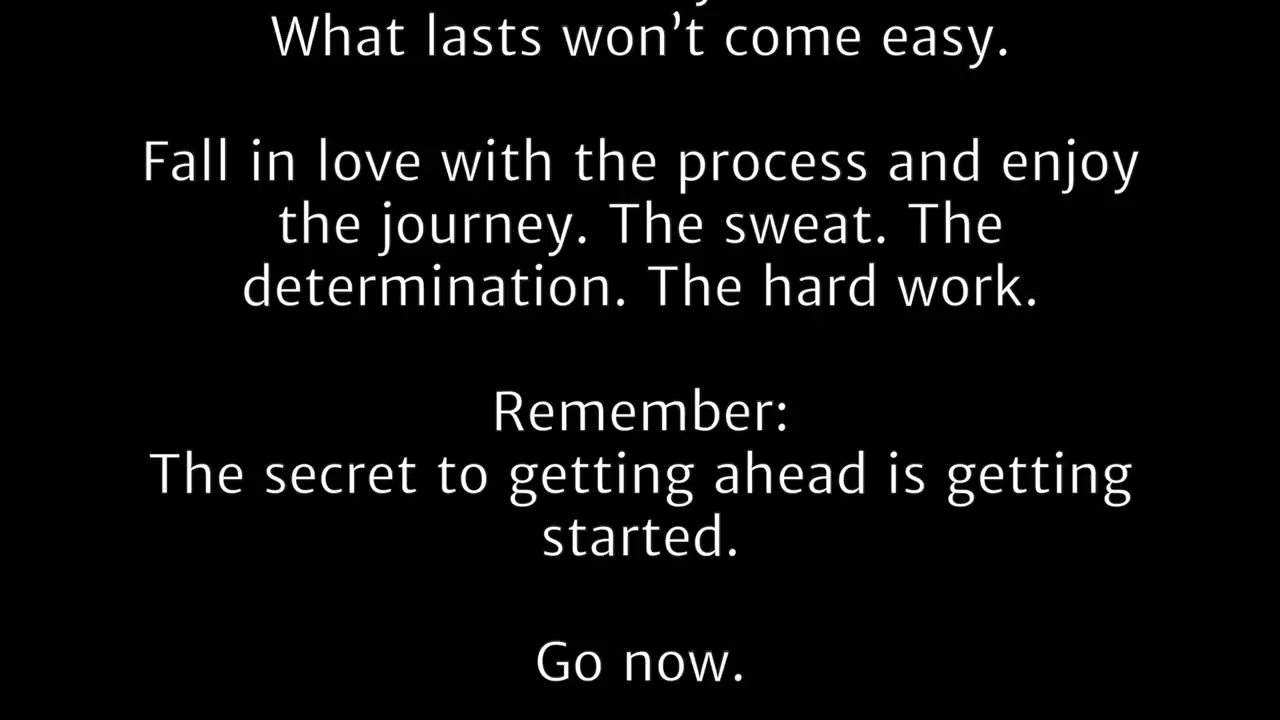 What lasts won’t come easy.
Fall in love with the process and enjoy
the journey. The sweat. The
determination. The hard work.
Remember:
The secret to getting ahead is getting
started.
Go now.